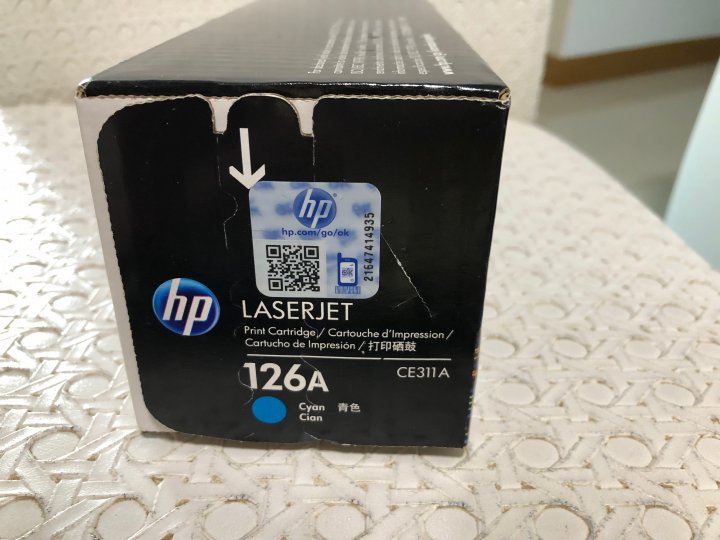 hp
hp.com/go/ok
21647414935
OK
hp
LASERJET
Print Cartridge / Cartouche d'Impression /
Cartucho de Impresión / 打印硒鼓
126A
CE311A
Cyan 青色
Cian